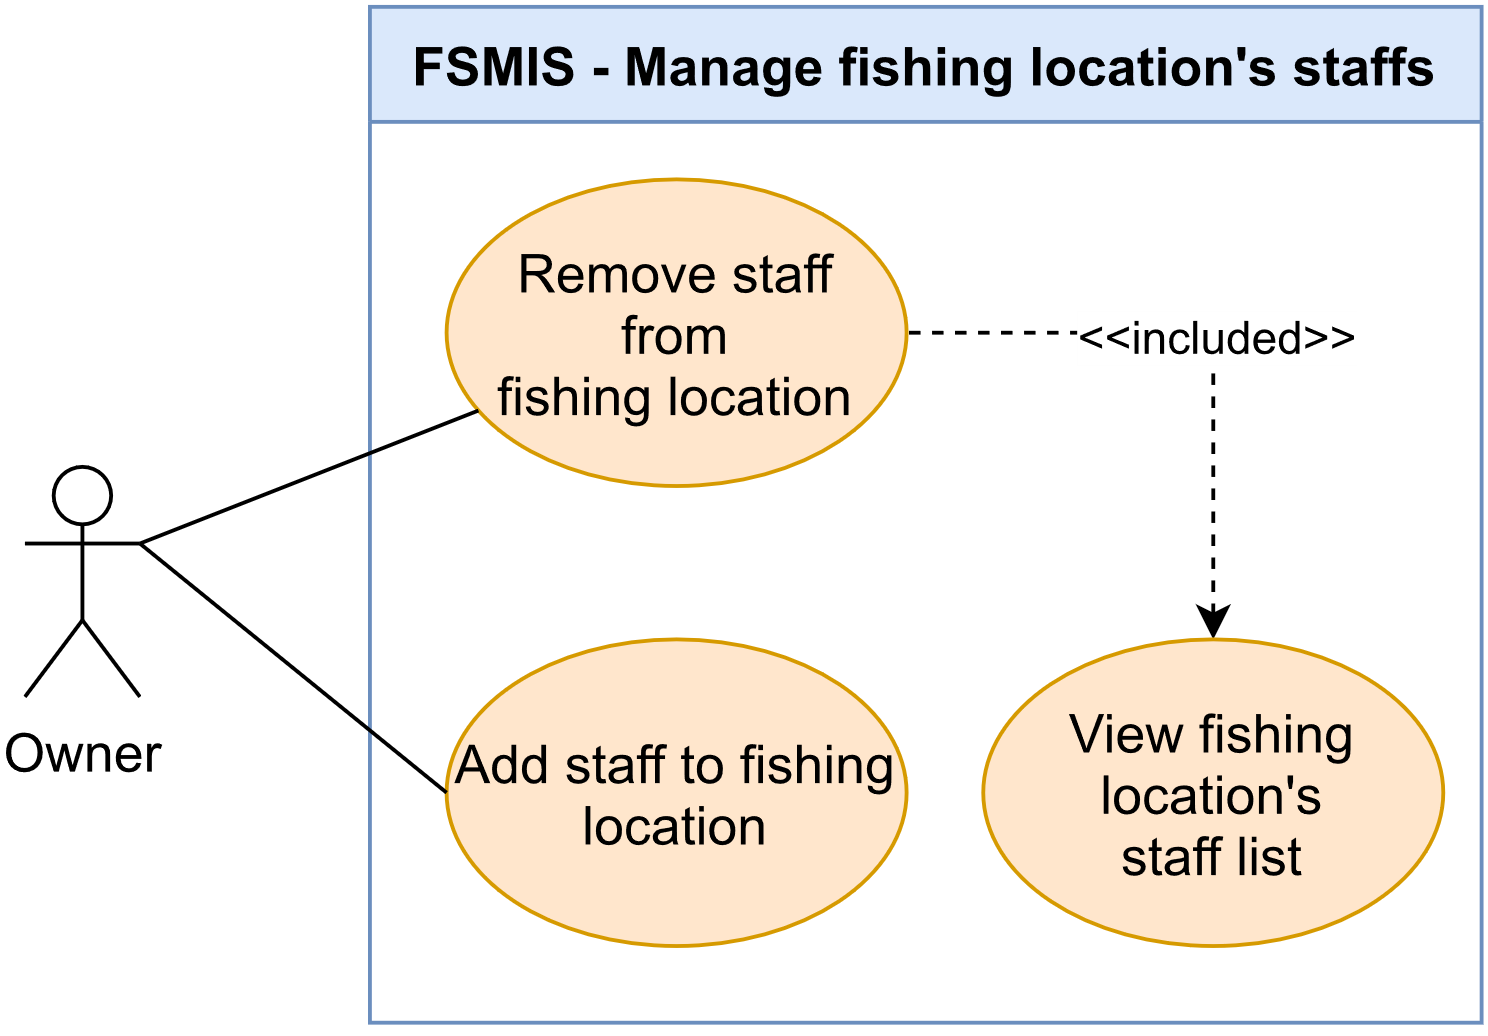 FSMIS - Manage fishing location's staffs
Remove staff
from
fishing location
<<included>>
Owner
Add staff to fishing
location
View fishing
location's
staff list